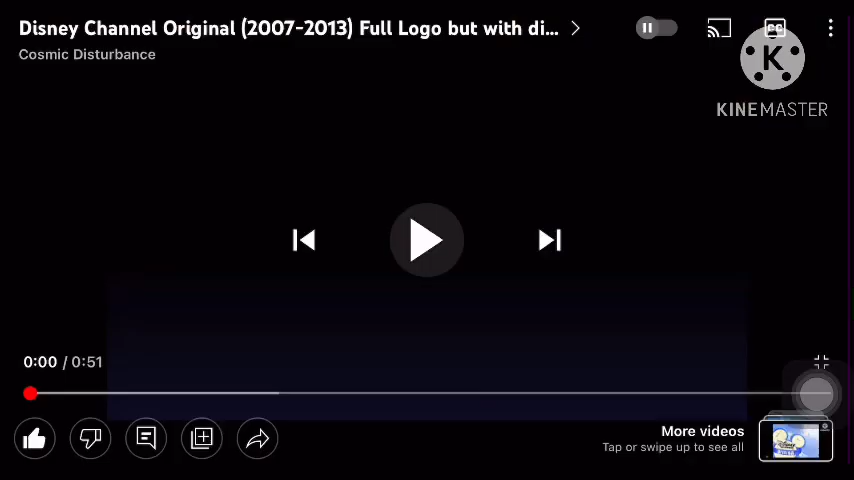 Disney Channel Original (2007-2013) Full Logo but with di...
Cosmic Disturbance
CC
K
KINEMASTER
0:00 / 0:51
More videos
Tap or swipe up to see all